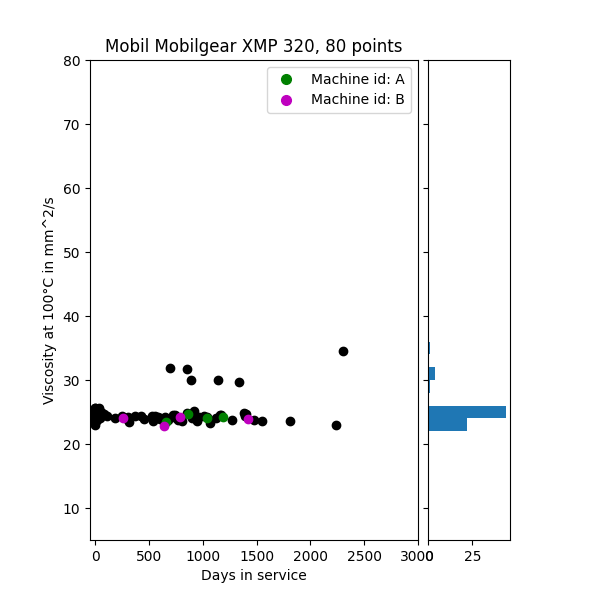 Mobil Mobilgear XMP 320, 80 points
Machine id: A
Machine id: B
80
70
60
50
40
30
20
10
Viscosity at 100°C in mm^2/s
0 500 1000 1500 2000 2500 3000
0 25
Days in service